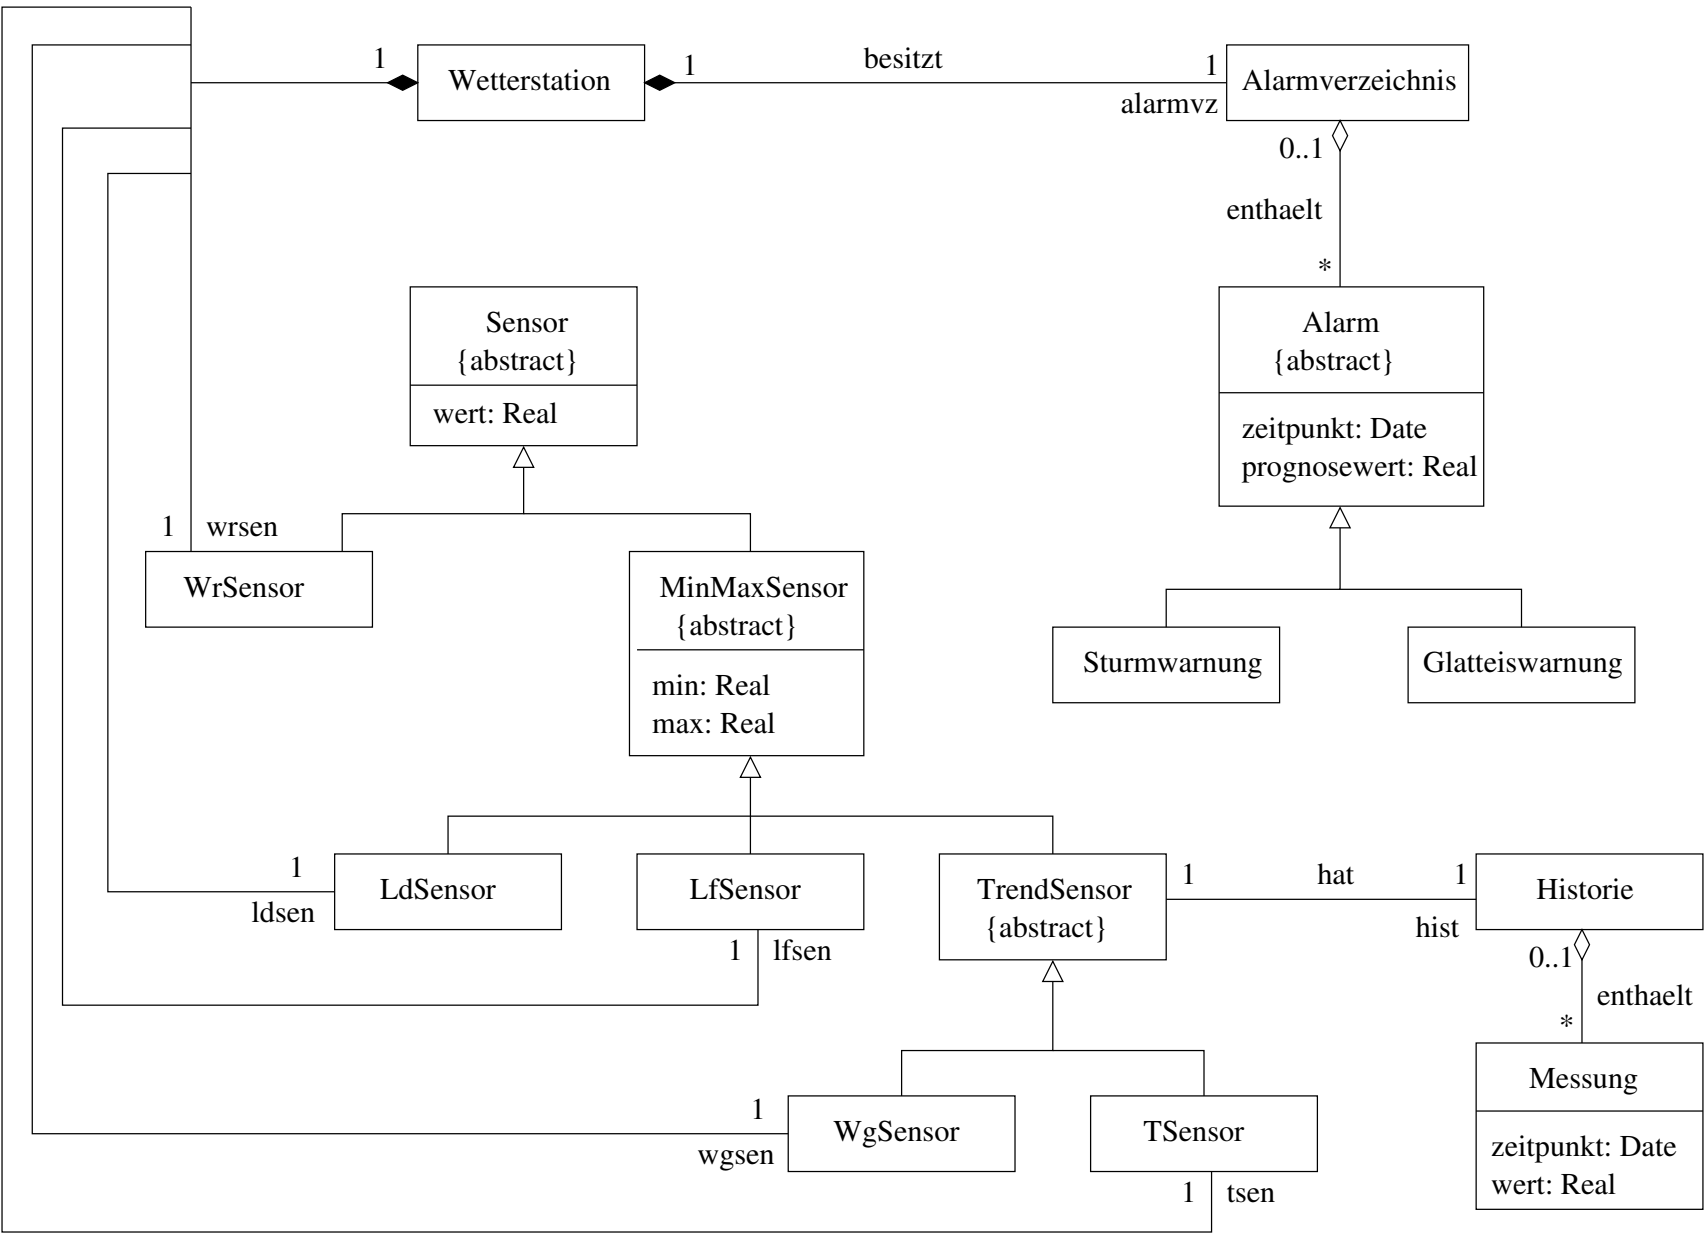 1
Wetterstation
1
besitzt
1
alarmvz
Alarmverzeichnis
0..1
enthaelt
*
Sensor
{abstract}
wert: Real
Alarm
{abstract}
zeitpunkt: Date
prognosewert: Real
1
wrsen
WrSensor
MinMaxSensor
{abstract}
min: Real
max: Real
Sturmwarnung
Glatteiswarnung
1
ldsen
LdSensor
LfSensor
1
lfsen
TrendSensor
{abstract}
1
hat
1
hist
Historie
0..1
enthaelt
*
Messung
zeitpunkt: Date
wert: Real
1
wgsen
WgSensor
TSensor
1
tsen